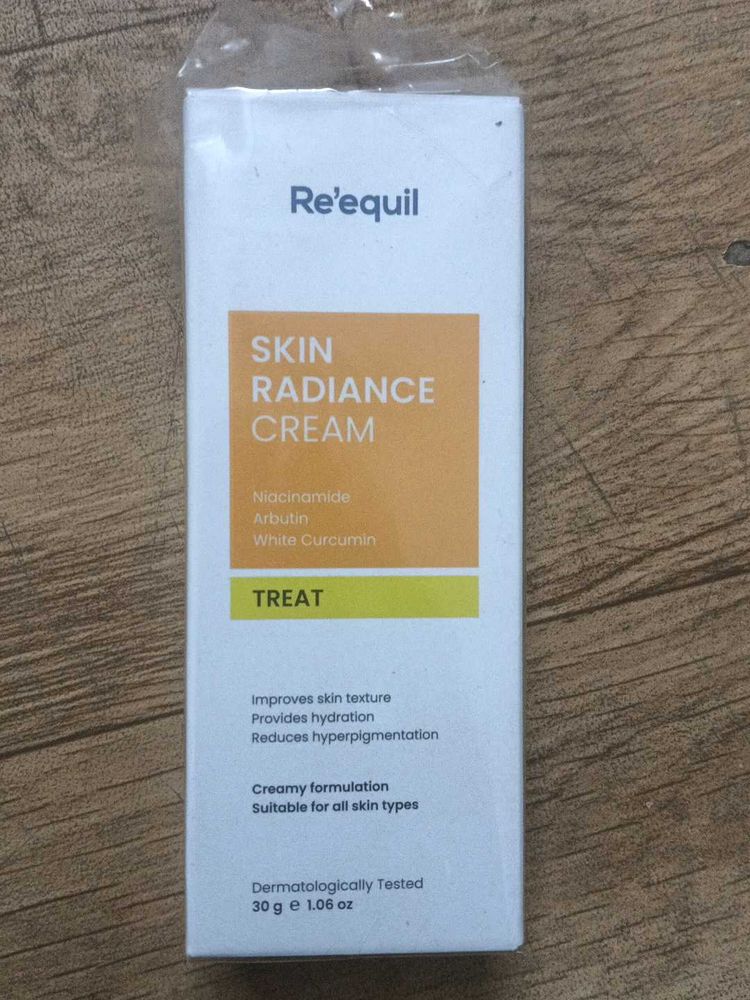 Re'equil
SKIN
RADIANCE
CREAM
Niacinamide
Arbutin
White Curcumin
TREAT
Improves skin texture
Provides hydration
Reduces hyperpigmentation
Creamy formulation
Suitable for all skin types
Dermatologically Tested
30 g ℮ 1.06 oz